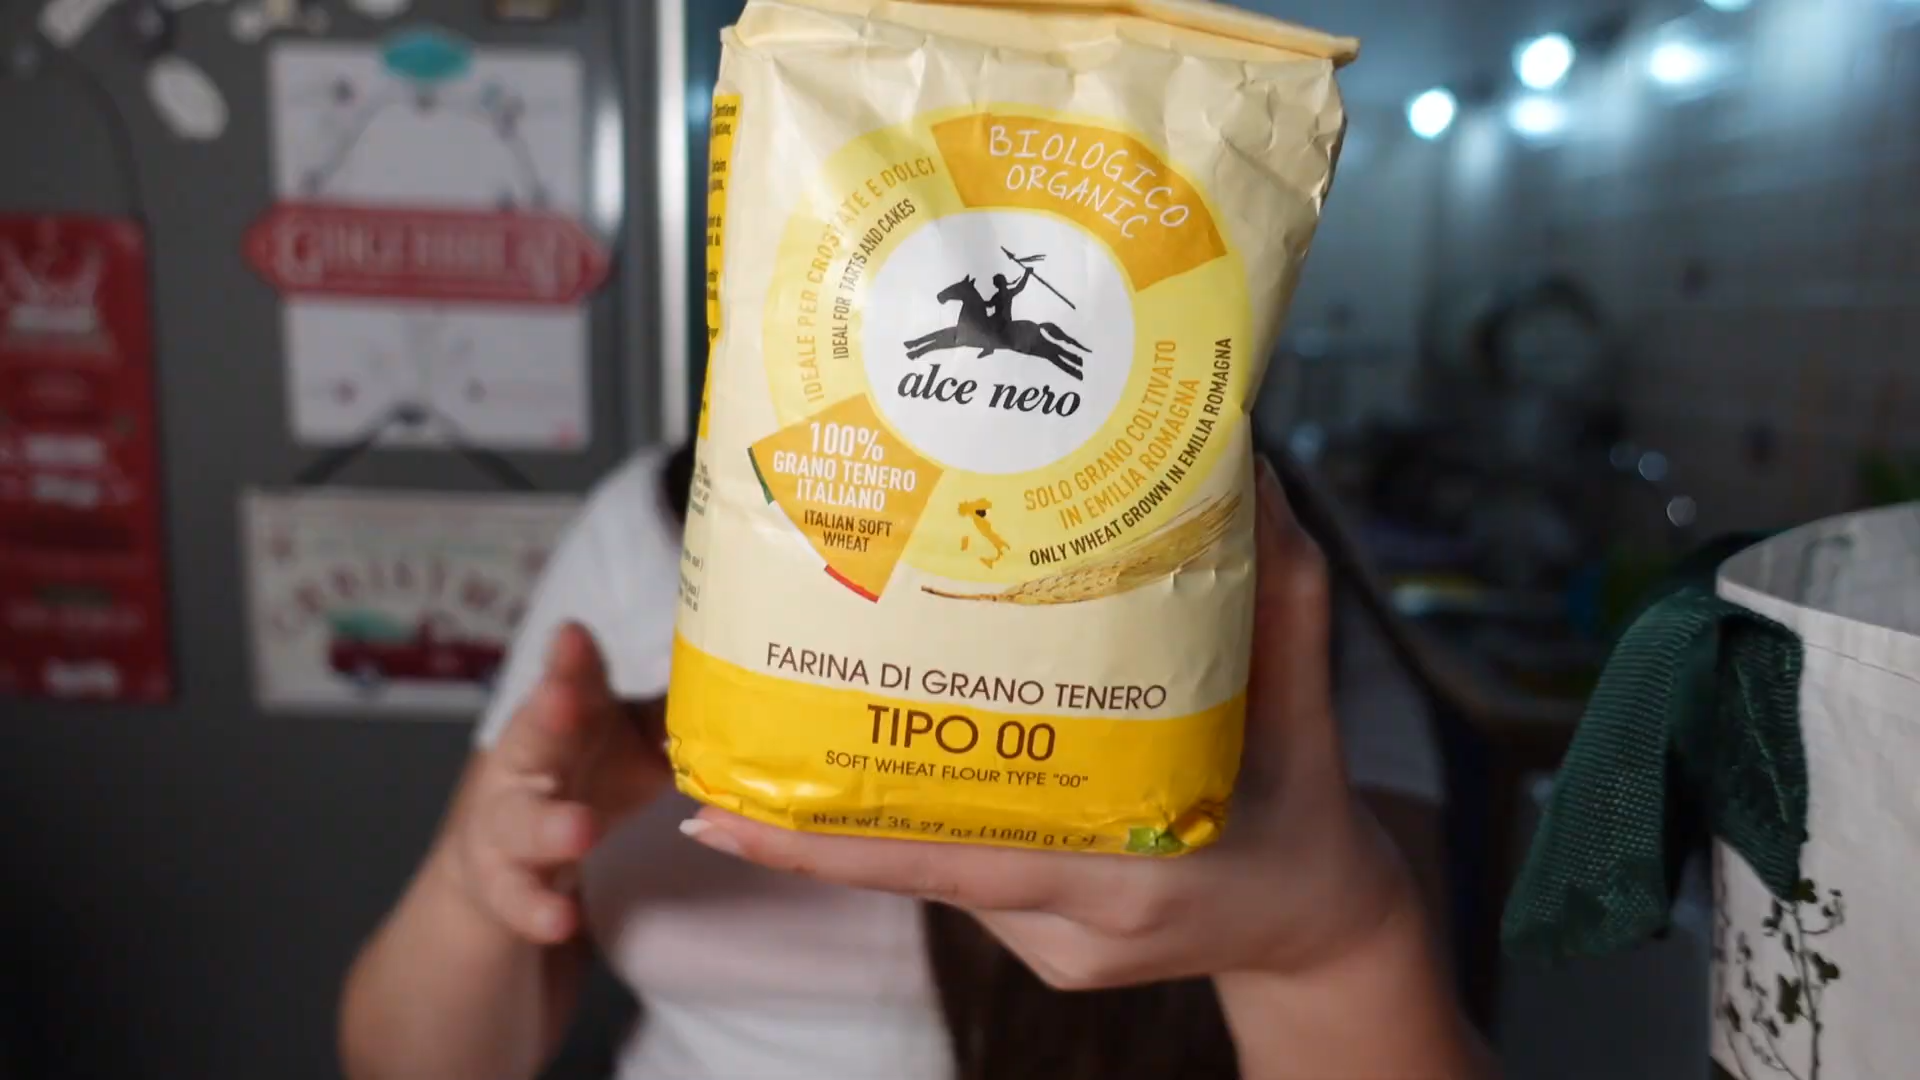 BIOLOGICO
ORGANIC
IDEALE PER CROSTATE E DOLCI
IDEAL FOR TARTS AND CAKES
alce nero
100%
GRANO TENERO
ITALIANO
ITALIAN SOFT
WHEAT
SOLO GRANO COLTIVATO
IN EMILIA ROMAGNA
ONLY WHEAT GROWN IN EMILIA ROMAGNA
FARINA DI GRANO TENERO
TIPO 00
SOFT WHEAT FLOUR TYPE "00"
Net wt 35.27 oz (1000 g ℮)